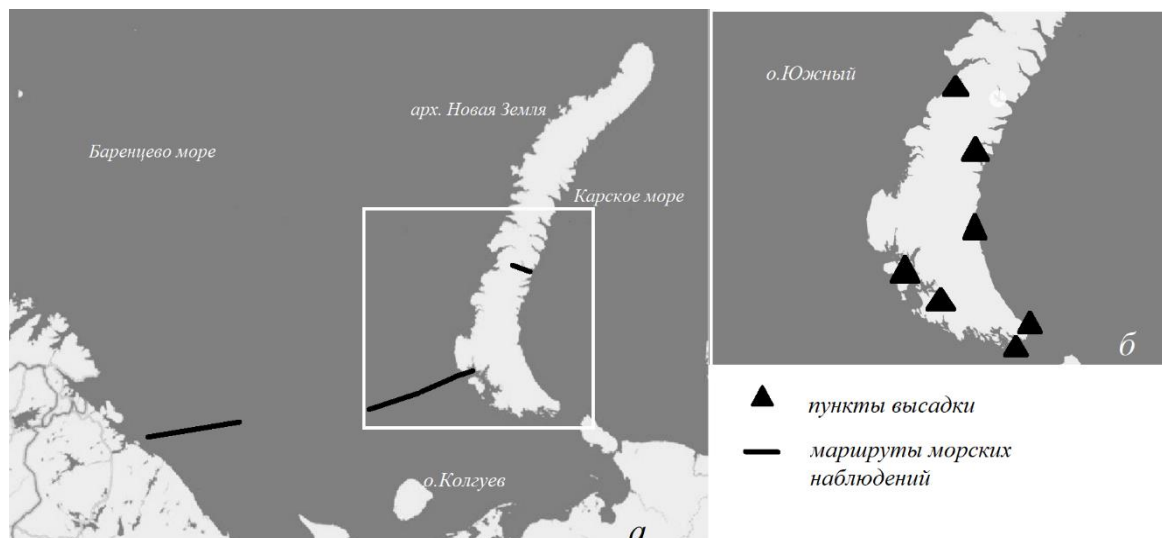 арх. Новая Земля
Баренцево море
Карское море
о.Колгуев
а
о.Южный
б
пункты высадки
маршруты морских
наблюдений